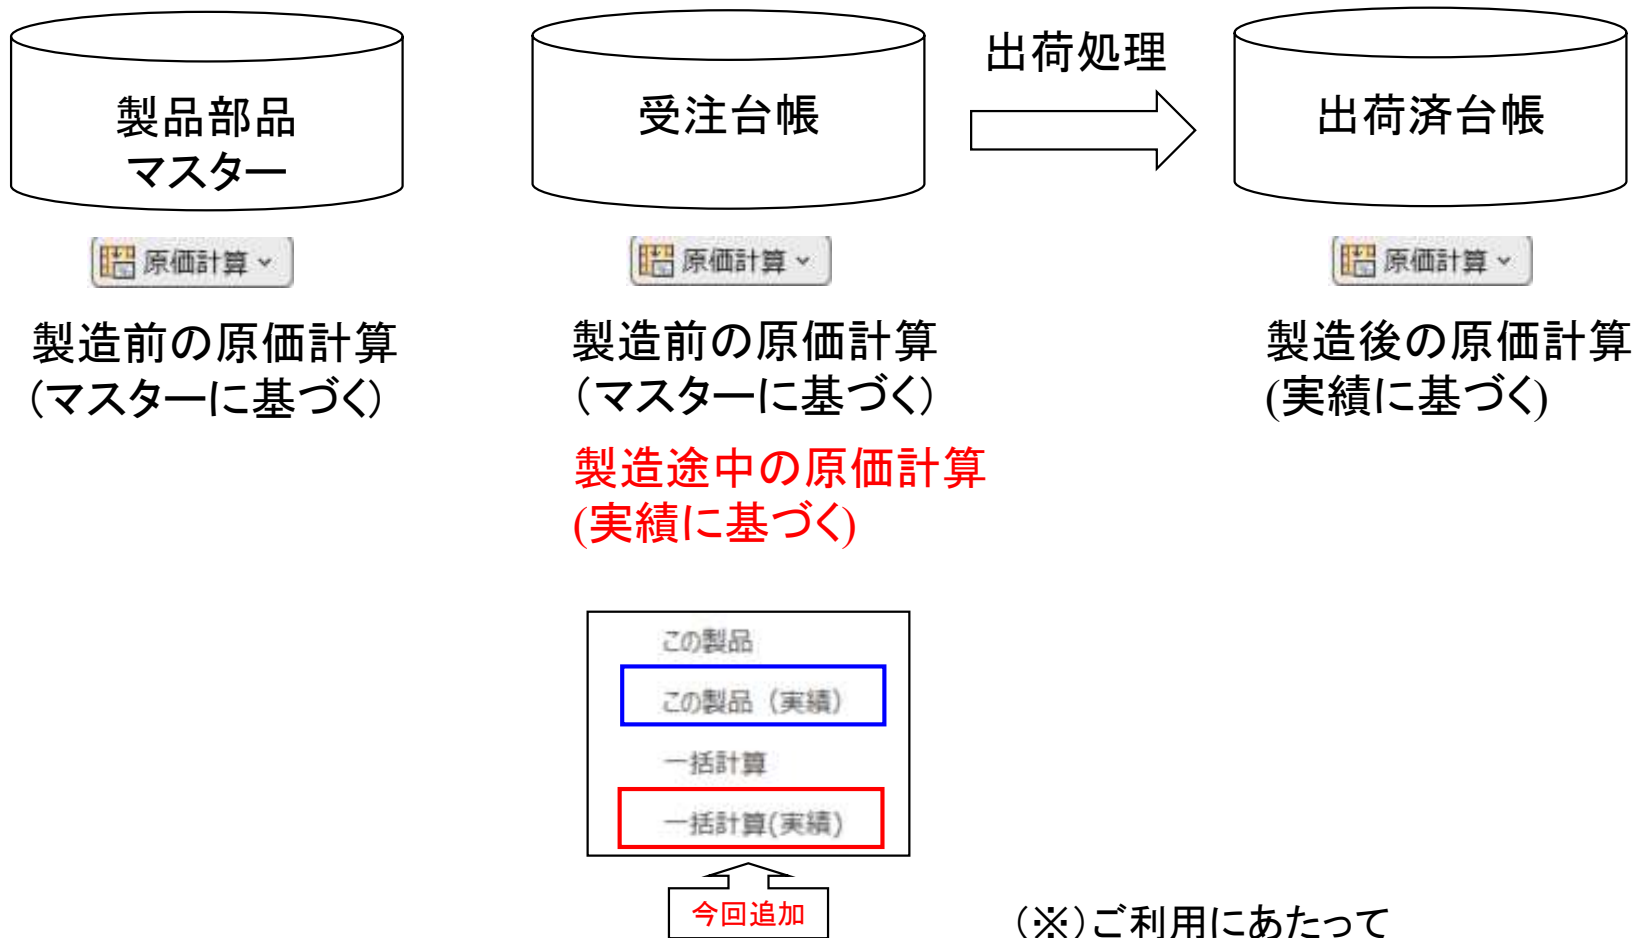 製品部品
マスター
受注台帳
出荷処理
出荷済台帳
原価計算
原価計算
原価計算
製造前の原価計算
(マスターに基づく)
製造前の原価計算
(マスターに基づく)
製造途中の原価計算
(実績に基づく)
製造後の原価計算
(実績に基づく)
この製品
この製品（実績）
一括計算
一括計算(実績)
今回追加
(※)ご利用にあたって